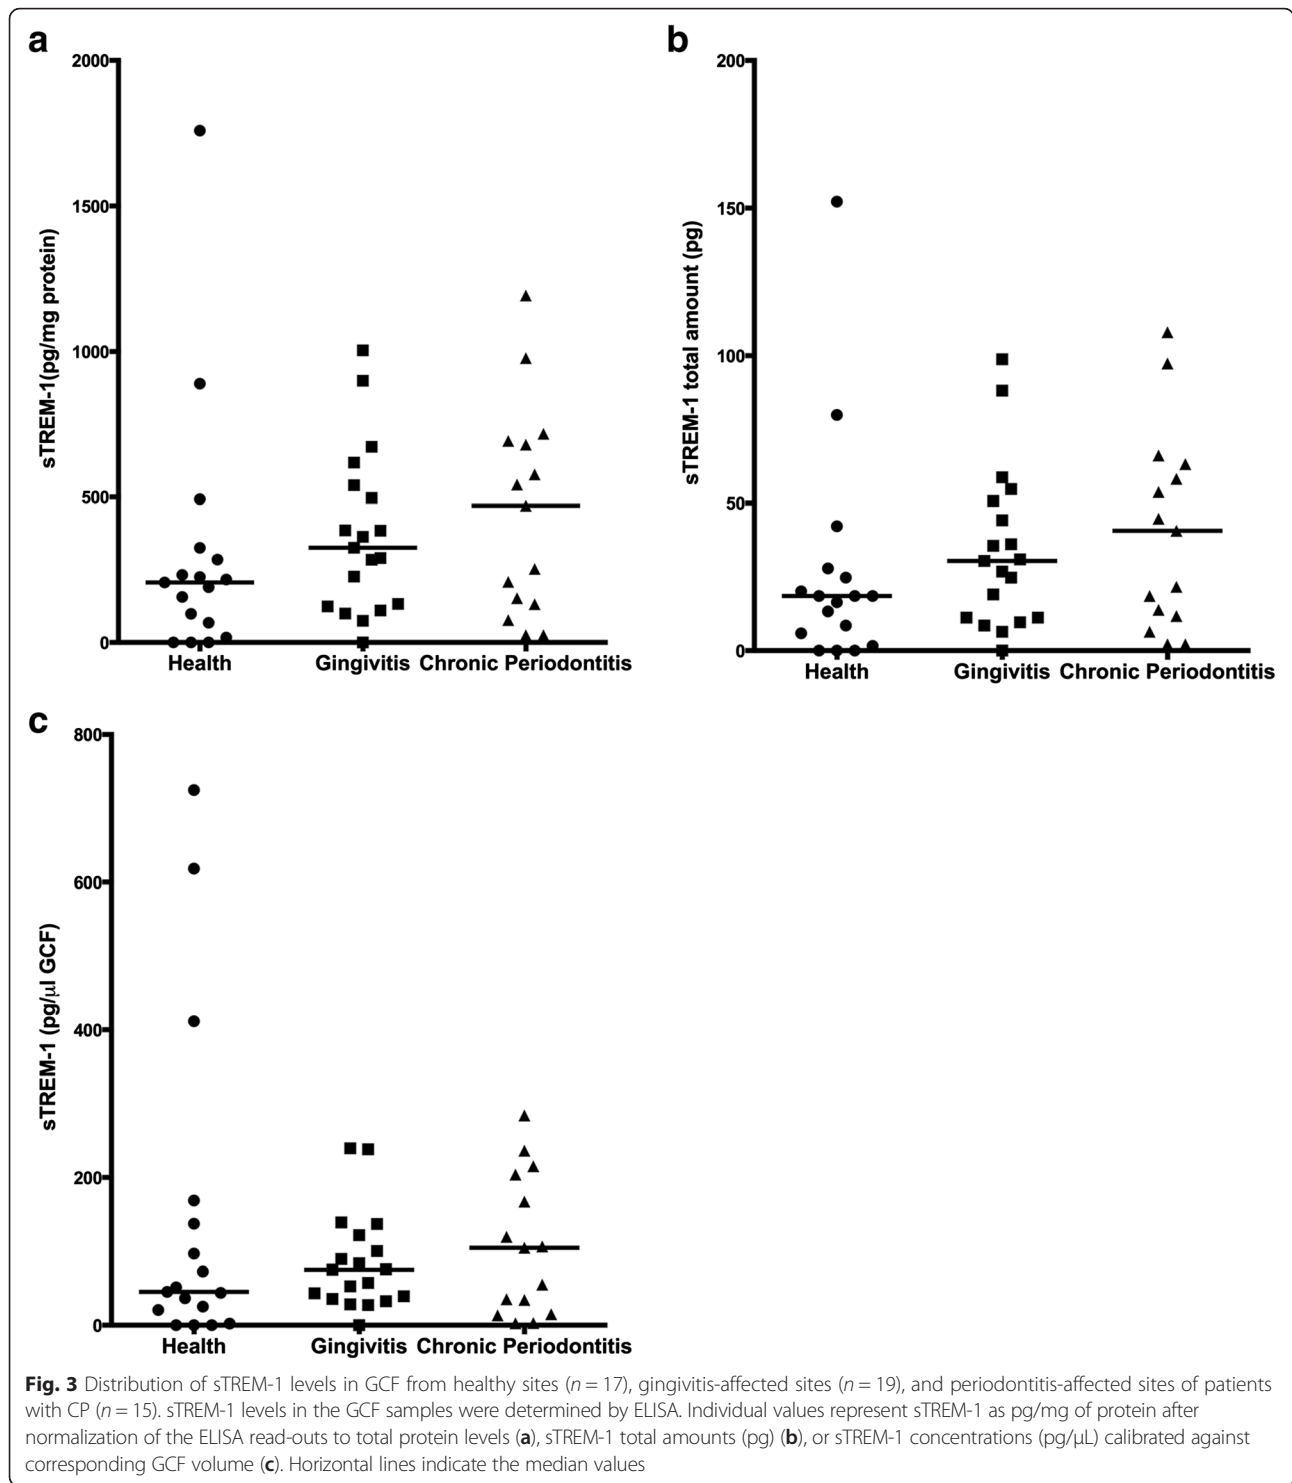 a
2000
1500
1000
500
0
sTREM-1(pg/mg protein)
Health Gingivitis Chronic Periodontitis
b
200
150
100
50
0
sTREM-1 total amount (pg)
Health Gingivitis Chronic Periodontitis
c
800
600
400
200
0
sTREM-1 (pg/µl GCF)
Health Gingivitis Chronic Periodontitis
Fig. 3 Distribution of sTREM-1 levels in GCF from healthy sites (n = 17), gingivitis-affected sites (n = 19), and periodontitis-affected sites of patients
with CP (n = 15). sTREM-1 levels in the GCF samples were determined by ELISA. Individual values represent sTREM-1 as pg/mg of protein after
normalization of the ELISA read-outs to total protein levels (a), sTREM-1 total amounts (pg) (b), or sTREM-1 concentrations (pg/µL) calibrated against
corresponding GCF volume (c). Horizontal lines indicate the median values